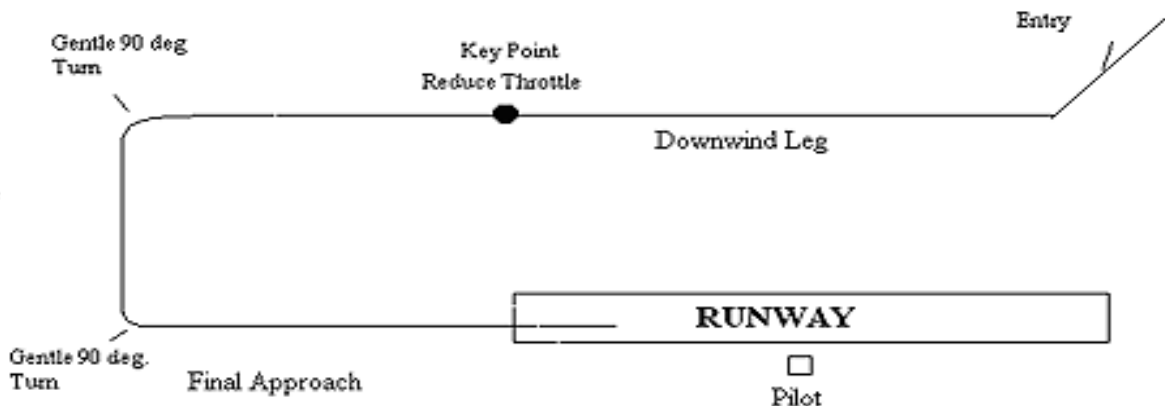 Entry
Gentle 90 deg
Turn
Key Point
Reduce Throttle
Downwind Leg
RUNWAY
Gentle 90 deg.
Turn
Final Approach
Pilot